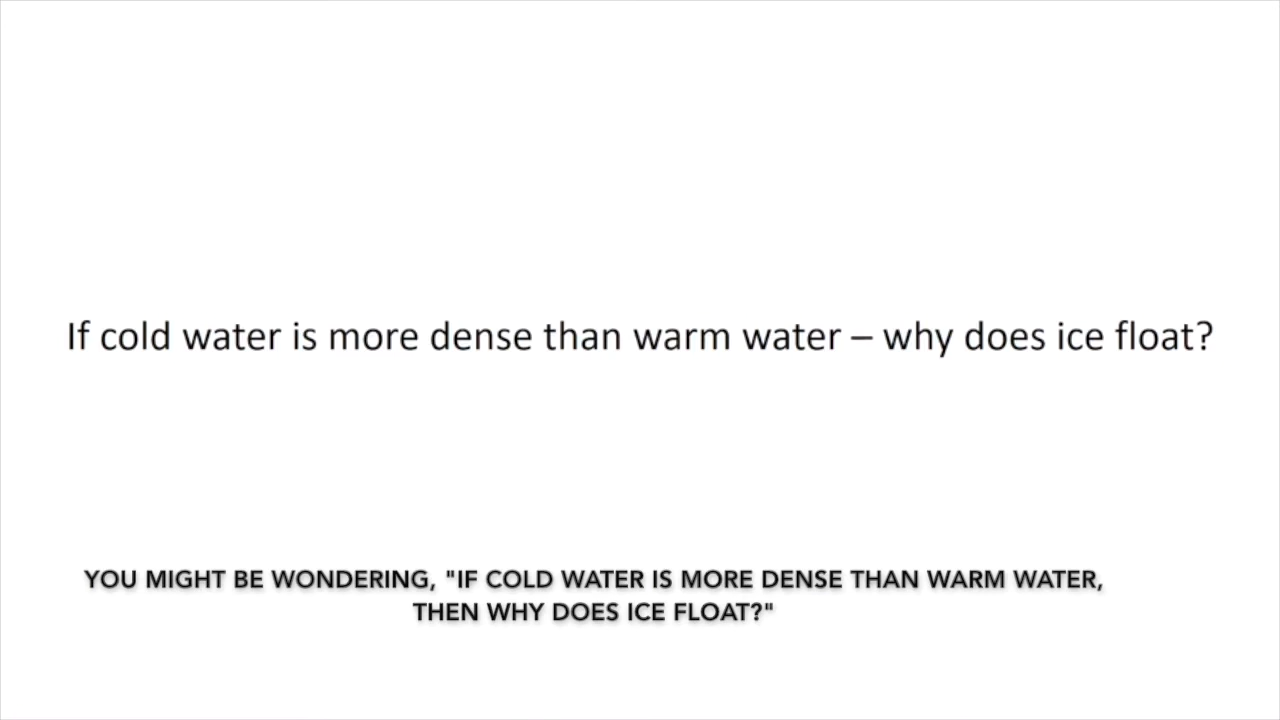 If cold water is more dense than warm water – why does ice float?
YOU MIGHT BE WONDERING, "IF COLD WATER IS MORE DENSE THAN WARM WATER,
THEN WHY DOES ICE FLOAT?"